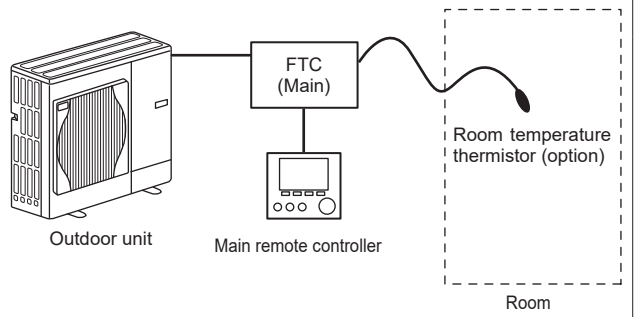 FTC
(Main)
Room temperature
thermistor (option)
Outdoor unit
Main remote controller
Room